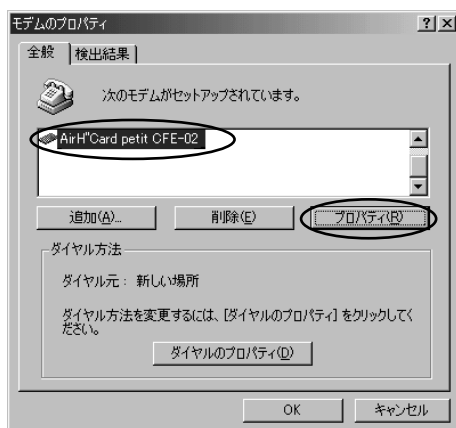 モデムのプロパティ
全般 検出結果
次のモデムがセットアップされています。
AirH"Card petit CFE-02
追加(A)... 削除(E) プロパティ(R)
ダイヤル方法
ダイヤル元： 新しい場所
ダイヤル方法を変更するには、[ダイヤルのプロパティ] をクリックしてく
ださい。
ダイヤルのプロパティ(D)
OK キャンセル